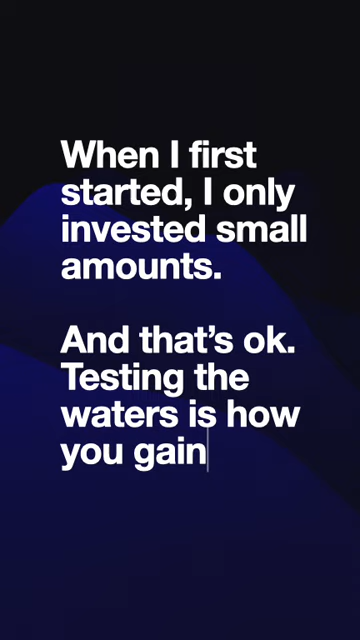 When I first
started, I only
invested small
amounts.
And that's ok.
Testing the
waters is how
you gain